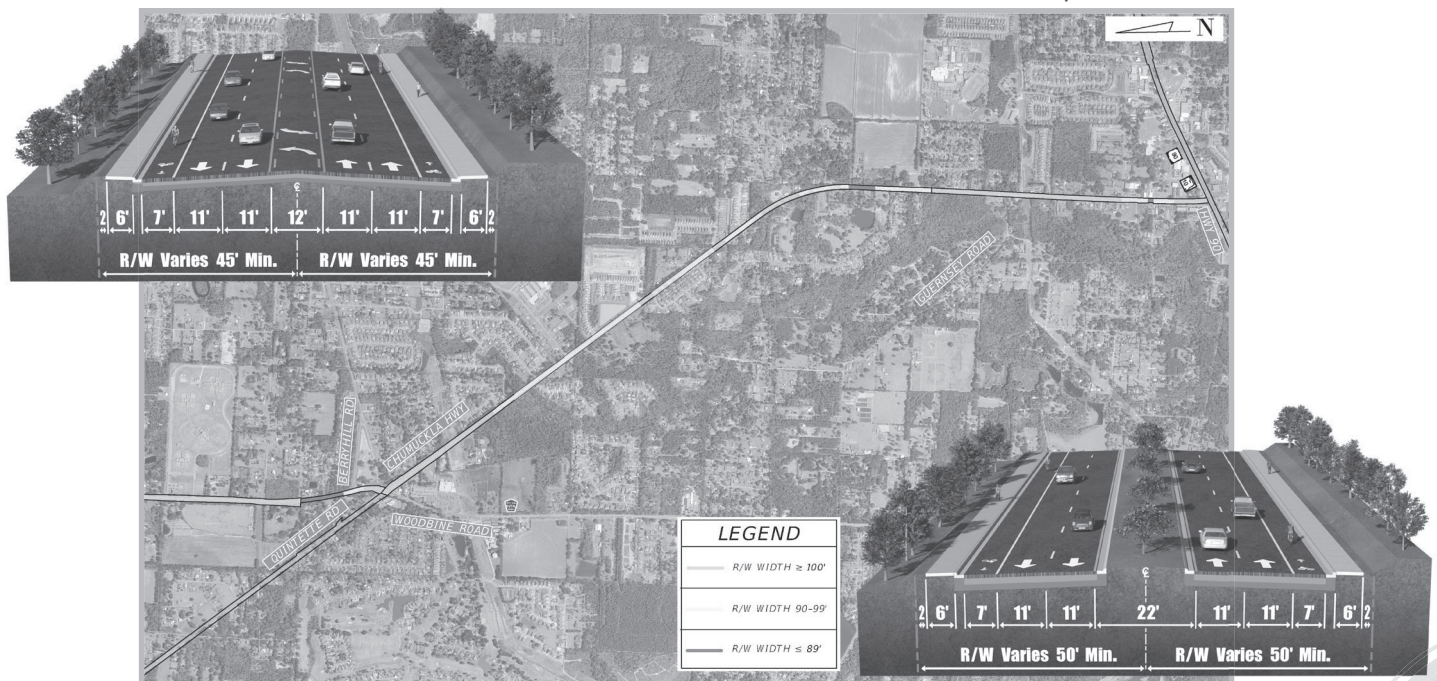 N
2 6' 7' 11' 11' 12' 11' 11' 7' 6' 2
R/W Varies 45' Min. R/W Varies 45' Min.
90
HWY 90
GUERNSEY ROAD
BERRYHILL RD
CHUMUCKLA HWY
QUINTETTE RD
WOODBINE ROAD
LEGEND
R/W WIDTH ≥ 100'
R/W WIDTH 90-99'
R/W WIDTH ≤ 89'
2 6' 7' 11' 11' 22' 11' 11' 7' 6' 2
R/W Varies 50' Min. R/W Varies 50' Min.